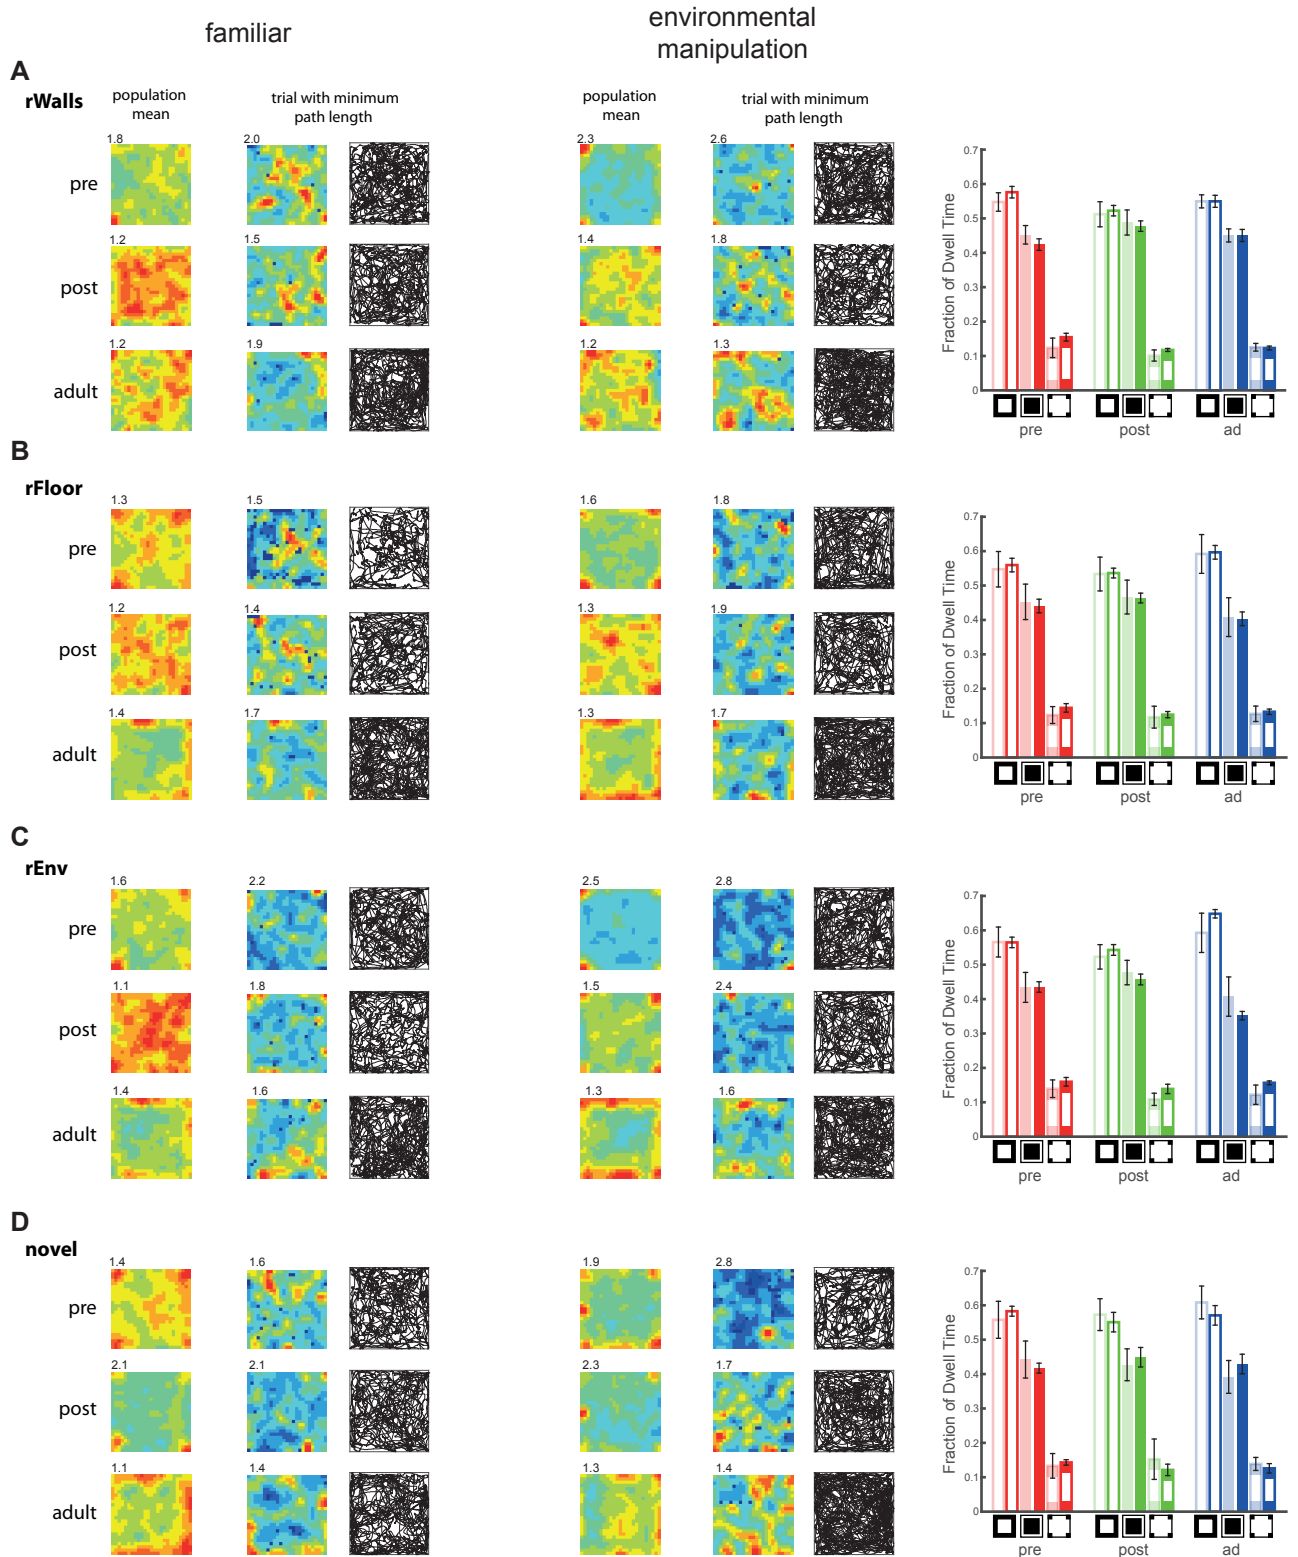 familiar
environmental
manipulation
A
rWalls
population
mean
trial with minimum
path length
population
mean
trial with minimum
path length
pre
1.8
2.0
2.3
2.6
post
1.2
1.5
1.4
1.8
adult
1.2
1.9
1.2
1.3
Fraction of Dwell Time
0.7
0.6
0.5
0.4
0.3
0.2
0.1
0
pre
post
ad
B
rFloor
pre
1.3
1.5
1.6
1.8
post
1.2
1.4
1.3
1.9
adult
1.4
1.7
1.3
1.7
Fraction of Dwell Time
0.7
0.6
0.5
0.4
0.3
0.2
0.1
0
pre
post
ad
C
rEnv
pre
1.6
2.2
2.5
2.8
post
1.1
1.8
1.5
2.4
adult
1.4
1.6
1.3
1.6
Fraction of Dwell Time
0.7
0.6
0.5
0.4
0.3
0.2
0.1
0
pre
post
ad
D
novel
pre
1.4
1.6
1.9
2.8
post
2.1
2.1
2.3
1.7
adult
1.1
1.4
1.3
1.4
Fraction of Dwell Time
0.7
0.6
0.5
0.4
0.3
0.2
0.1
0
pre
post
ad